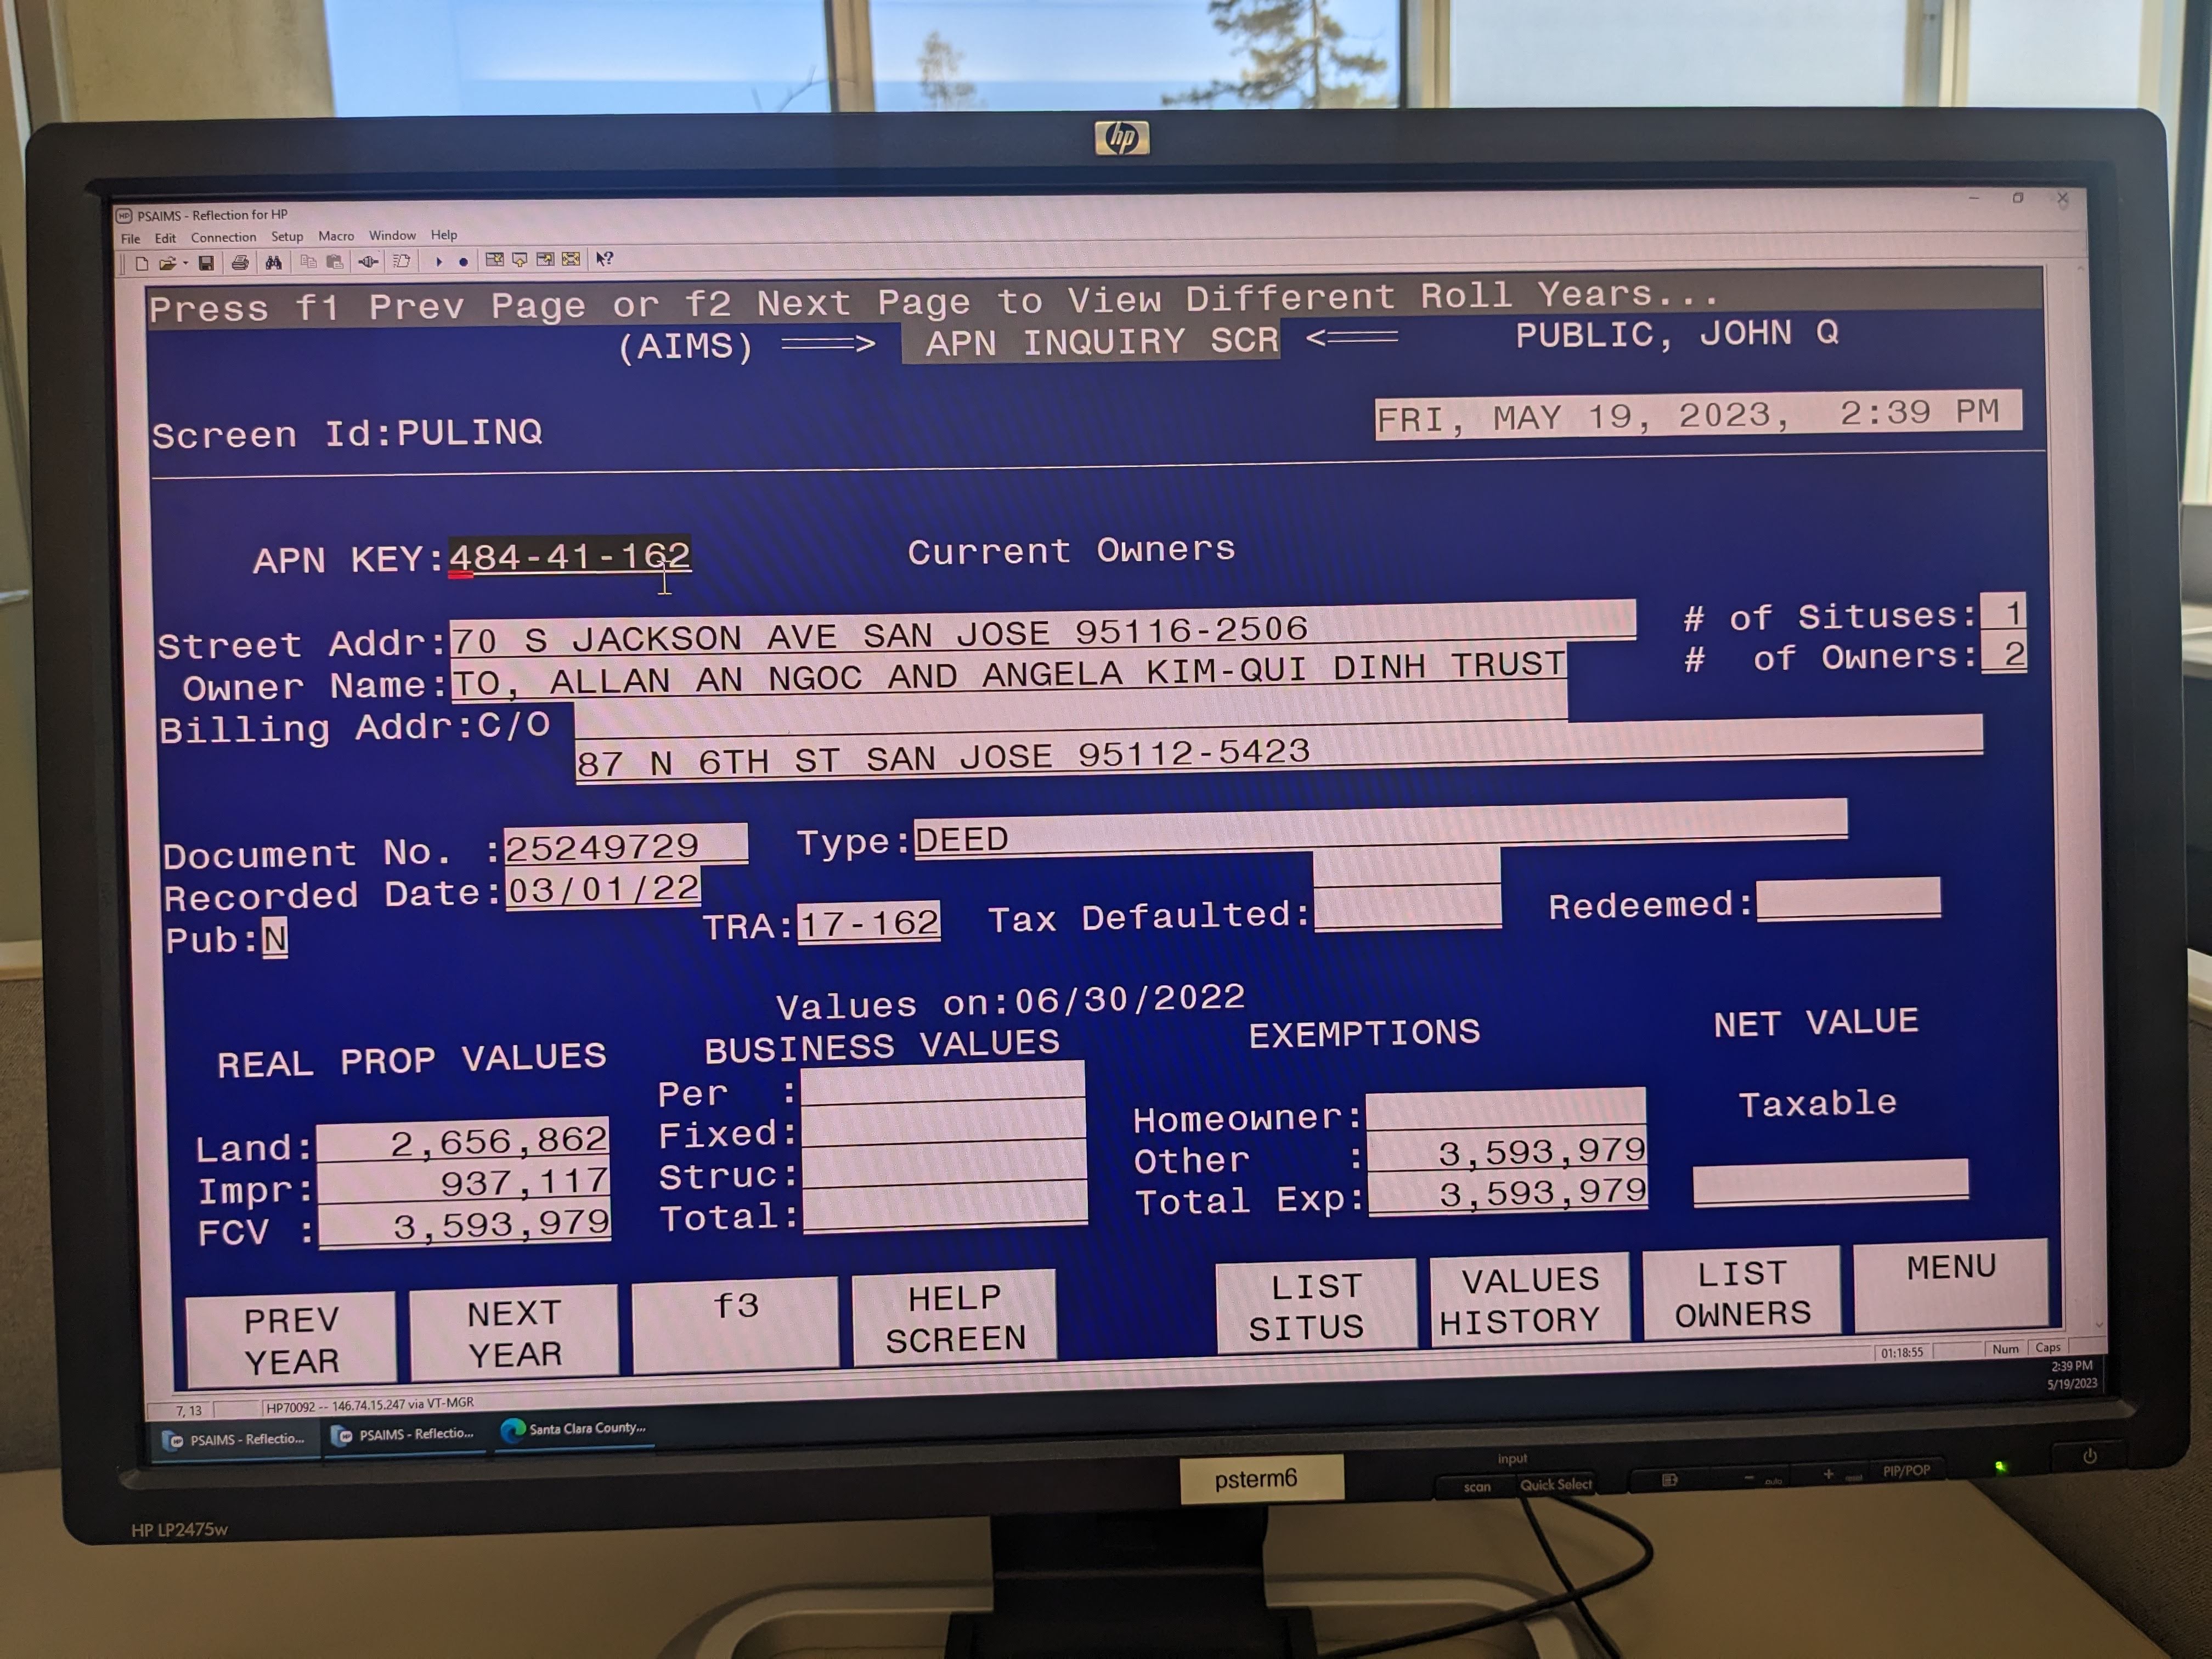 hp
PSAIMS - Reflection for HP
File Edit Connection Setup Macro Window Help
Press f1 Prev Page or f2 Next Page to View Different Roll Years...
(AIMS) ===> APN INQUIRY SCR <=== PUBLIC, JOHN Q
Screen Id:PULINQ FRI, MAY 19, 2023, 2:39 PM
APN KEY:484-41-162 Current Owners
Street Addr:70 S JACKSON AVE SAN JOSE 95116-2506 # of Situses: 1
Owner Name:TO, ALLAN AN NGOC AND ANGELA KIM-QUI DINH TRUST # of Owners: 2
Billing Addr:C/O
87 N 6TH ST SAN JOSE 95112-5423
Document No. :25249729 Type:DEED
Recorded Date:03/01/22
Pub:N TRA:17-162 Tax Defaulted: Redeemed:
Values on:06/30/2022
REAL PROP VALUES BUSINESS VALUES EXEMPTIONS NET VALUE
Per :
Land: 2,656,862 Fixed: Homeowner: Taxable
Impr: 937,117 Struc: Other : 3,593,979
FCV : 3,593,979 Total: Total Exp: 3,593,979
PREV YEAR NEXT YEAR f3 HELP SCREEN LIST SITUS VALUES HISTORY LIST OWNERS MENU
7, 13 HP70092 -- 146.74.15.247 via VT-MGR 01:18:55 Num Caps
PSAIMS - Reflectio... PSAIMS - Reflectio... Santa Clara County... 2:39 PM
5/19/2023
psterm6
input
scan Quick Select - auto + PIP/POP
HP LP2475w